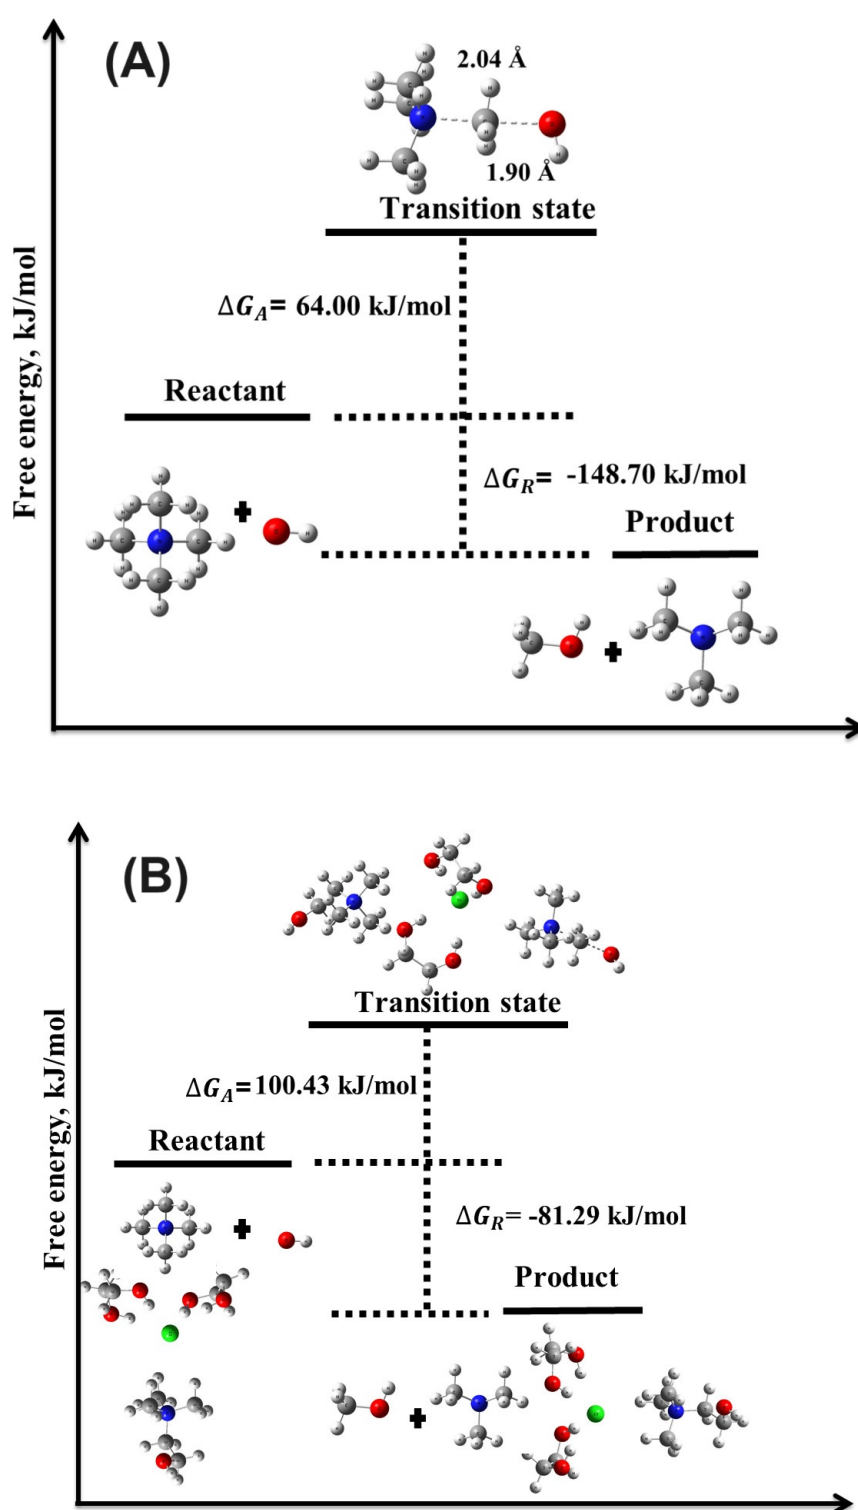 (A)
2.04 Å
1.90 Å
Transition state
ΔG_A= 64.00 kJ/mol
Reactant
ΔG_R= -148.70 kJ/mol
Product
Free energy, kJ/mol
(B)
Transition state
ΔG_A=100.43 kJ/mol
Reactant
ΔG_R= -81.29 kJ/mol
Product
Free energy, kJ/mol